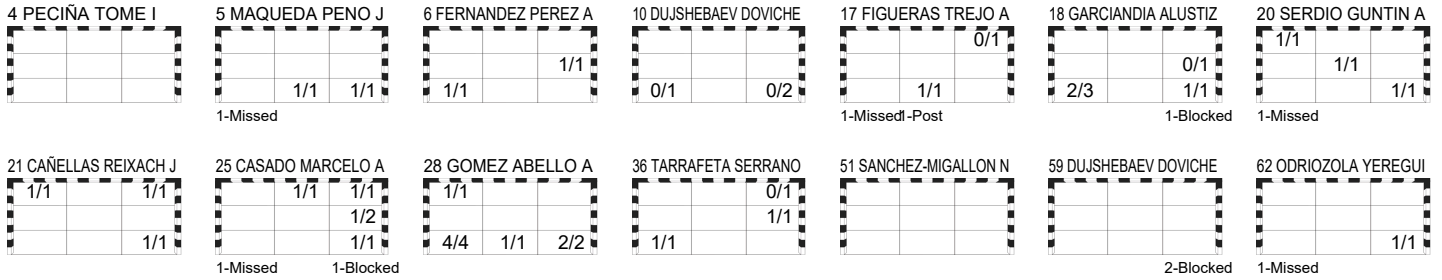 4 PECIÑA TOME I 5 MAQUEDA PENO J 6 FERNANDEZ PEREZ A 10 DUJSHEBAEV DOVICHE 17 FIGUERAS TREJO A 18 GARCIANDIA ALUSTIZ 20 SERDIO GUNTIN A
0/1 1/1
1/1 0/1 1/1
1/1 1/1 1/1 0/1 0/2 1/1 2/3 1/1 1/1
1-Missed 1-Missed 1-Post 1-Blocked 1-Missed
21 CAÑELLAS REIXACH J 25 CASADO MARCELO A 28 GOMEZ ABELLO A 36 TARRAFETA SERRANO 51 SANCHEZ-MIGALLON N 59 DUJSHEBAEV DOVICHE 62 ODRIOZOLA YEREGUI
1/1 1/1 1/1 1/1 1/1 0/1
1/2 1/1
1/1 1/1 4/4 1/1 2/2 1/1 1/1
1-Missed 1-Blocked 2-Blocked 1-Missed